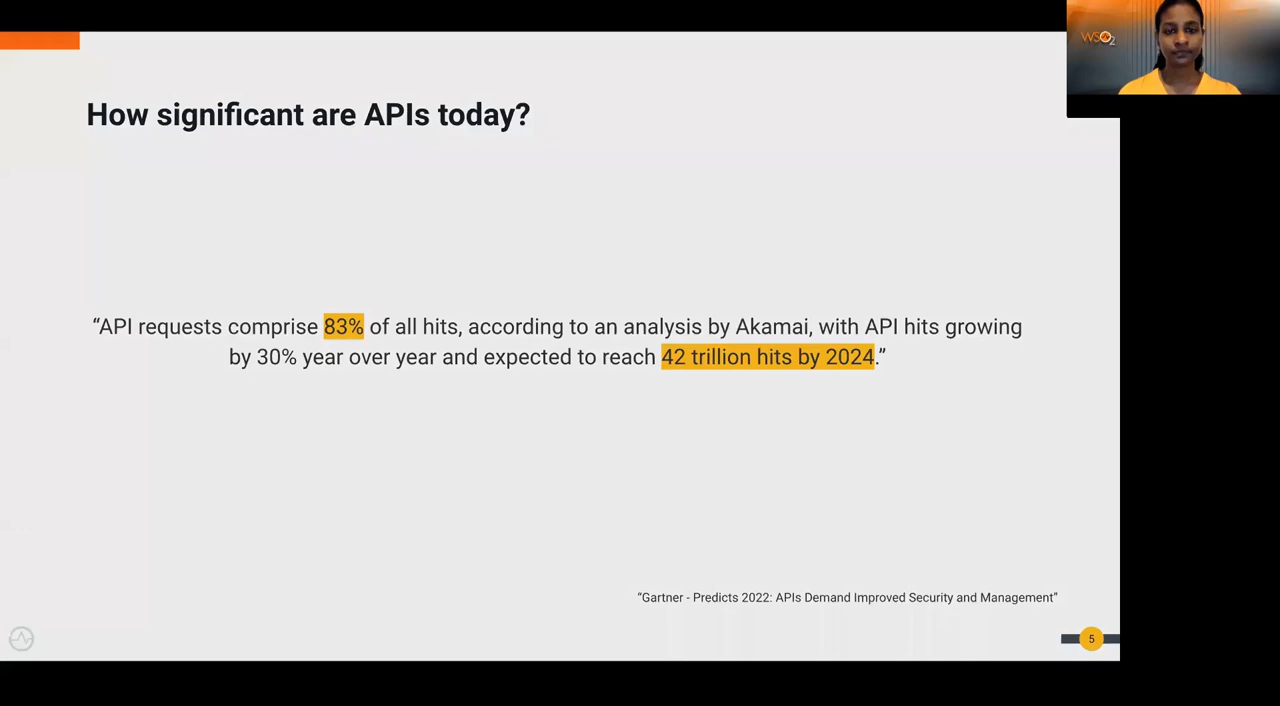 WSO2
How significant are APIs today?
“API requests comprise 83% of all hits, according to an analysis by Akamai, with API hits growing
by 30% year over year and expected to reach 42 trillion hits by 2024.”
“Gartner - Predicts 2022: APIs Demand Improved Security and Management”
5